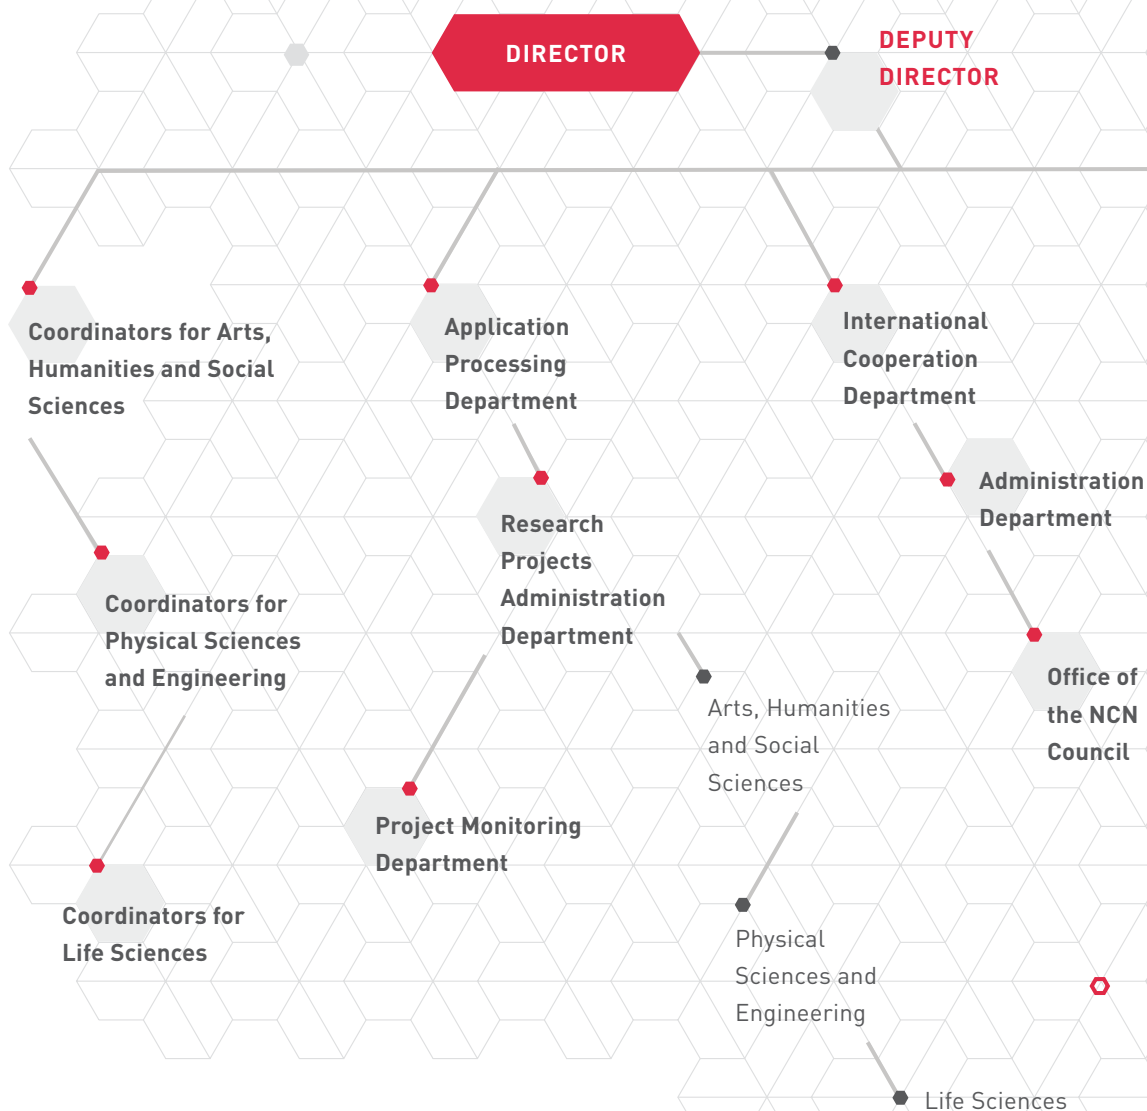 DIRECTOR
DEPUTY
DIRECTOR
Coordinators for Arts,
Humanities and Social
Sciences
Application
Processing
Department
International
Cooperation
Department
Administration
Department
Research
Projects
Administration
Department
Coordinators for
Physical Sciences
and Engineering
Office of
the NCN
Council
Arts, Humanities
and Social
Sciences
Project Monitoring
Department
Coordinators for
Life Sciences
Physical
Sciences and
Engineering
Life Sciences